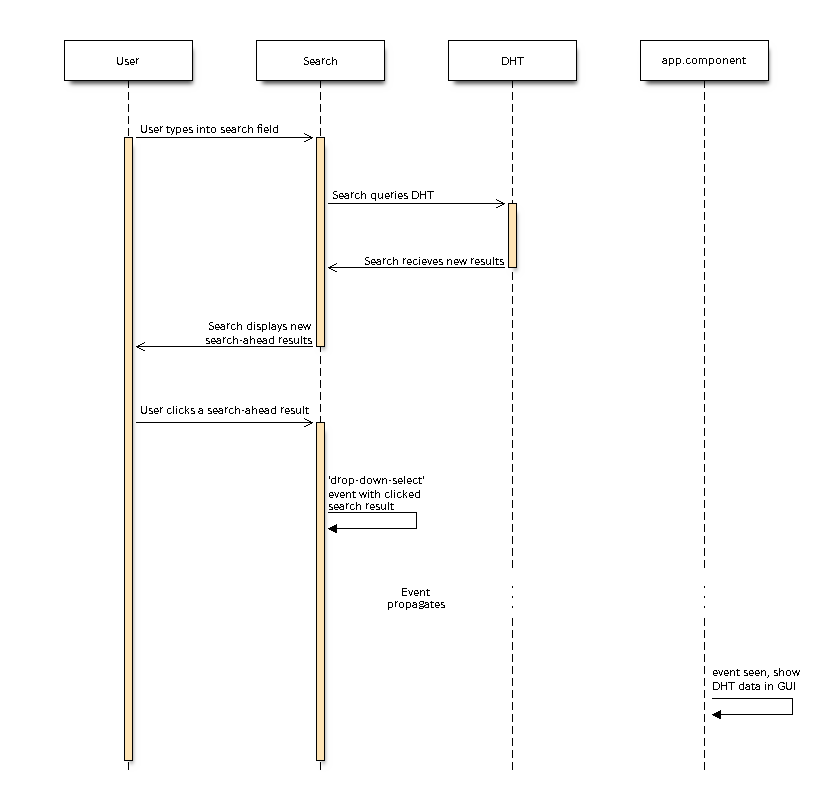 User
Search
DHT
app.component
User types into search field
Search queries DHT
Search recieves new results
Search displays new
search-ahead results
User clicks a search-ahead result
'drop-down-select'
event with clicked
search result
Event
propagates
event seen, show
DHT data in GUI